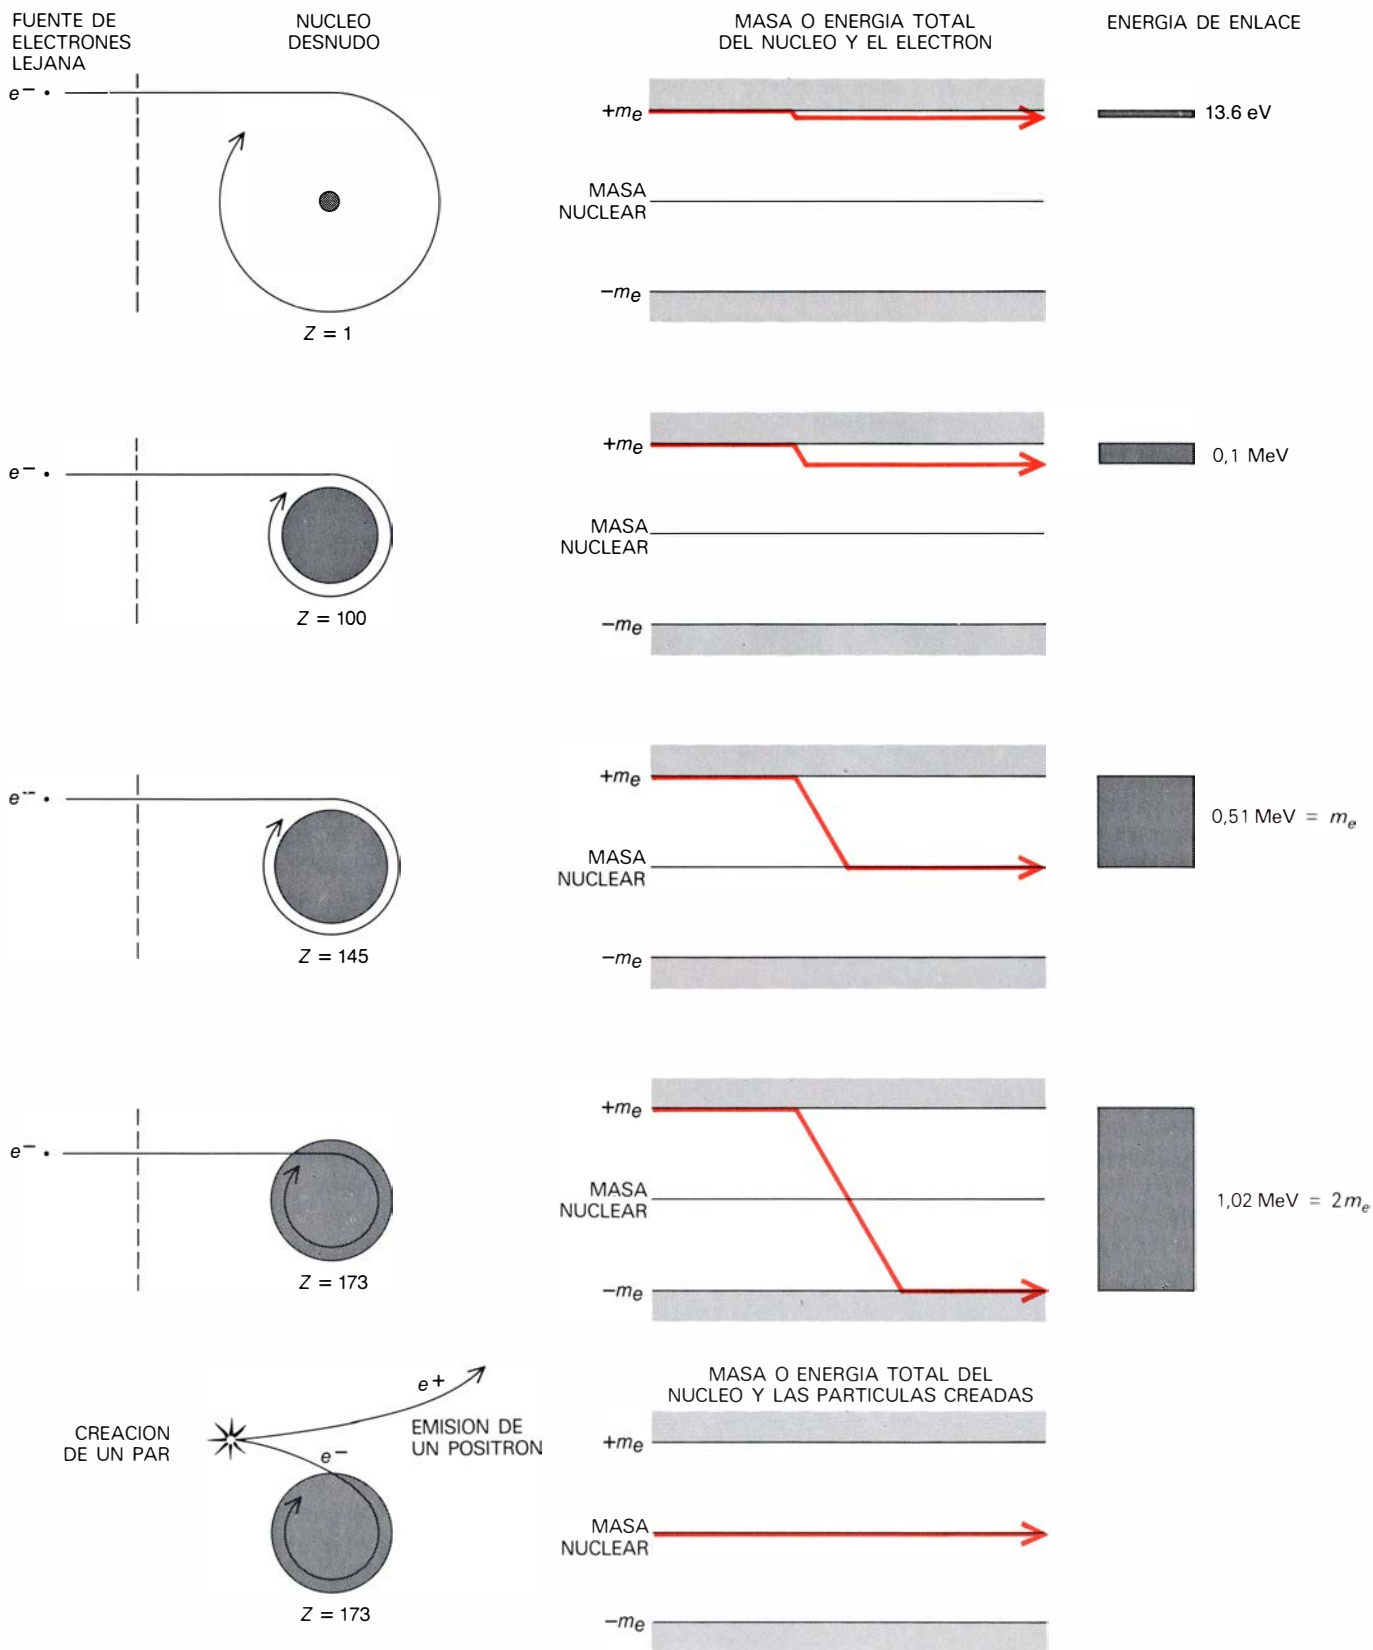 FUENTE DE
ELECTRONES
LEJANA
NUCLEO
DESNUDO
MASA O ENERGIA TOTAL
DEL NUCLEO Y EL ELECTRON
ENERGIA DE ENLACE
e−
Z = 1
+me
MASA
NUCLEAR
−me
13.6 eV
e−
Z = 100
+me
MASA
NUCLEAR
−me
0,1 MeV
e−
Z = 145
+me
MASA
NUCLEAR
−me
0,51 MeV = me
e−
Z = 173
+me
MASA
NUCLEAR
−me
1,02 MeV = 2me
CREACION
DE UN PAR
e+
EMISION DE
UN POSITRON
e−
Z = 173
MASA O ENERGIA TOTAL DEL
NUCLEO Y LAS PARTICULAS CREADAS
+me
MASA
NUCLEAR
−me